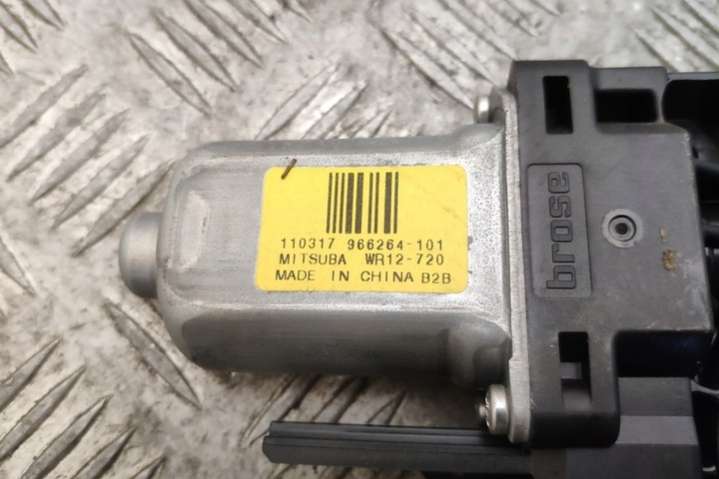 110317 966264-101
MITSUBA WR12-720
MADE IN CHINA B2B
brose